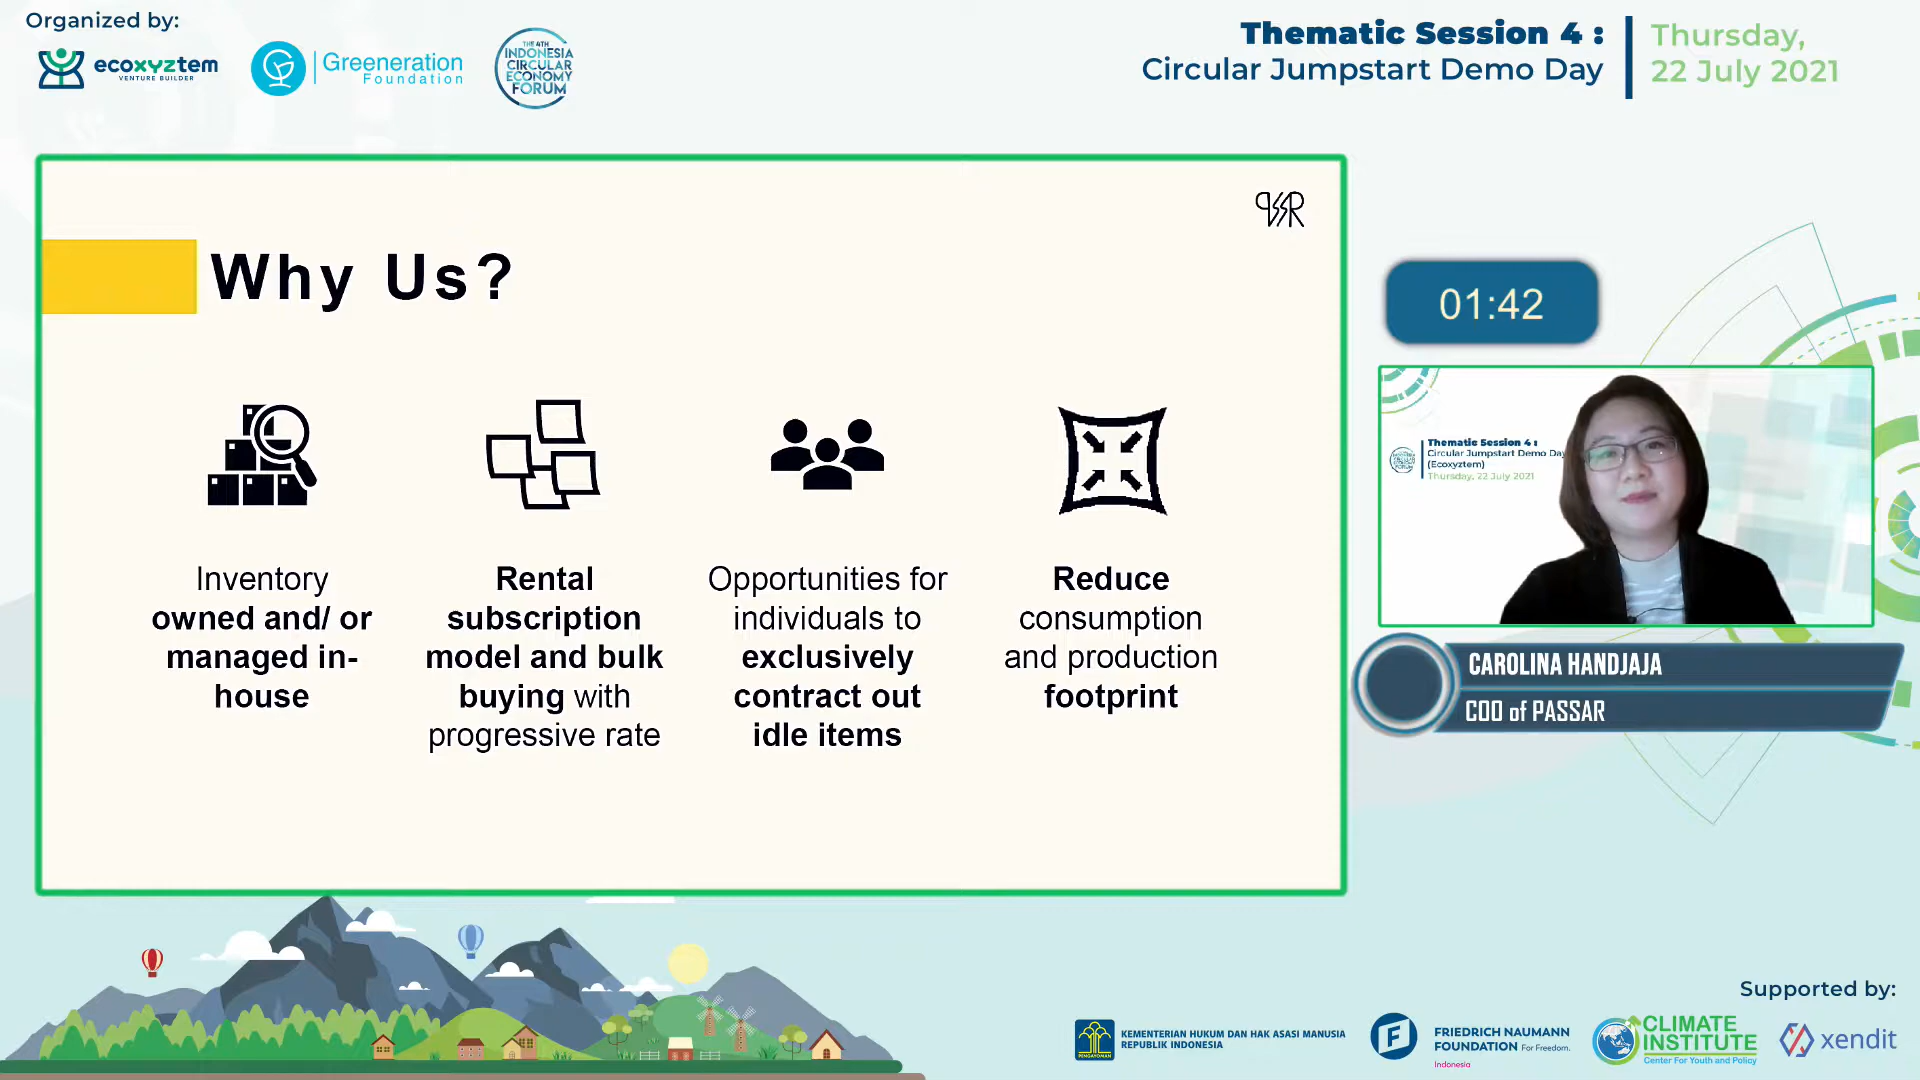 Organized by:
ecoxyztem
VENTURE BUILDER
Greeneration
Foundation
THE 4TH
INDONESIA
CIRCULAR
ECONOMY
FORUM
Thematic Session 4 :
Circular Jumpstart Demo Day
Thursday,
22 July 2021
Why Us?
Inventory
owned and/ or
managed in-
house
Rental
subscription
model and bulk
buying with
progressive rate
Opportunities for
individuals to
exclusively
contract out
idle items
Reduce
consumption
and production
footprint
01:42
Thematic Session 4 :
Circular Jumpstart Demo Day
(Ecoxyztem)
Thursday, 22 July 2021
CAROLINA HANDJAJA
COO of PASSAR
Supported by:
PENGAYOMAN
KEMENTERIAN HUKUM DAN HAK ASASI MANUSIA
REPUBLIK INDONESIA
FRIEDRICH NAUMANN
FOUNDATION For Freedom.
Indonesia
CLIMATE
INSTITUTE
Center For Youth and Policy
xendit